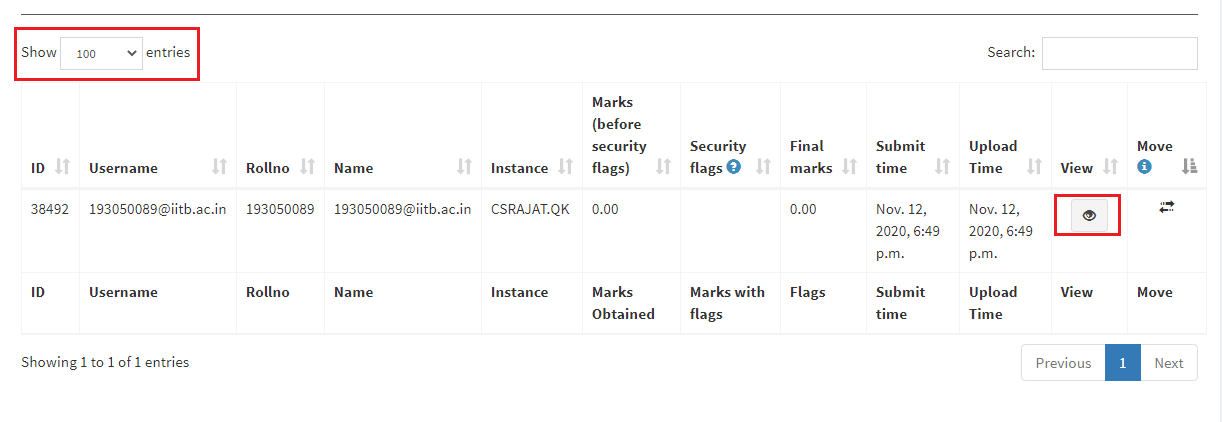 Show 100 entries Search:
Marks
(before
security Security Final Submit Upload Move
ID Username Rollno Name Instance flags) flags marks time Time View
38492 193050089@iitb.ac.in 193050089 193050089@iitb.ac.in CSRAJAT.QK 0.00 0.00 Nov. 12, Nov. 12,
2020, 6:49 2020, 6:49
p.m. p.m.
ID Username Rollno Name Instance Marks Marks with Flags Submit Upload View Move
Obtained flags time Time
Showing 1 to 1 of 1 entries Previous 1 Next